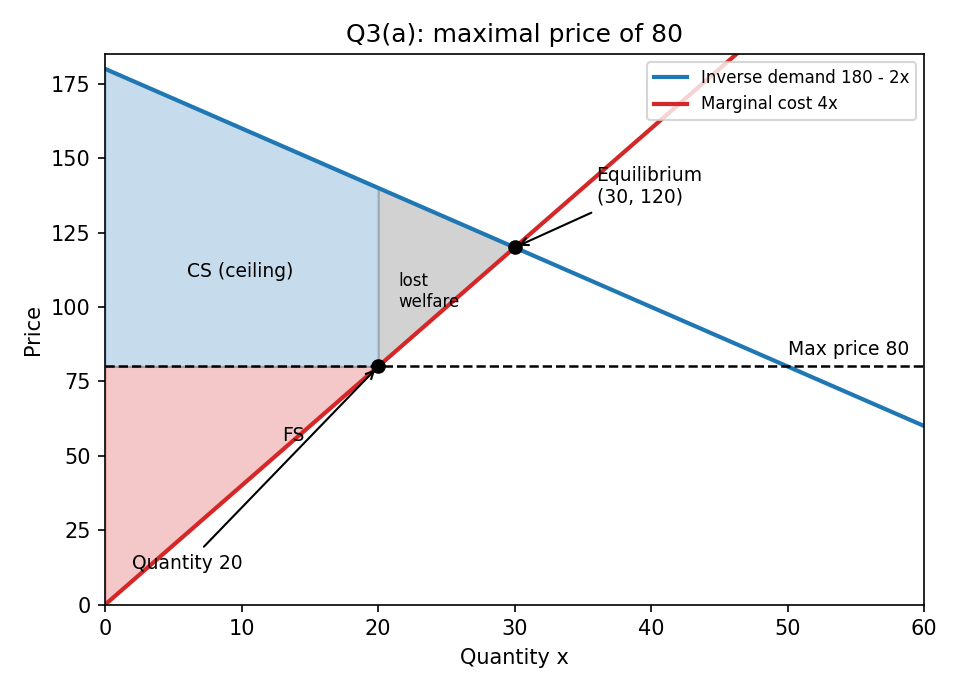 Q3(a): maximal price of 80
Inverse demand 180 - 2x
Marginal cost 4x
175
150
125
100
75
50
25
0
Price
Equilibrium
(30, 120)
CS (ceiling)
lost
welfare
Max price 80
FS
Quantity 20
0 10 20 30 40 50 60
Quantity x